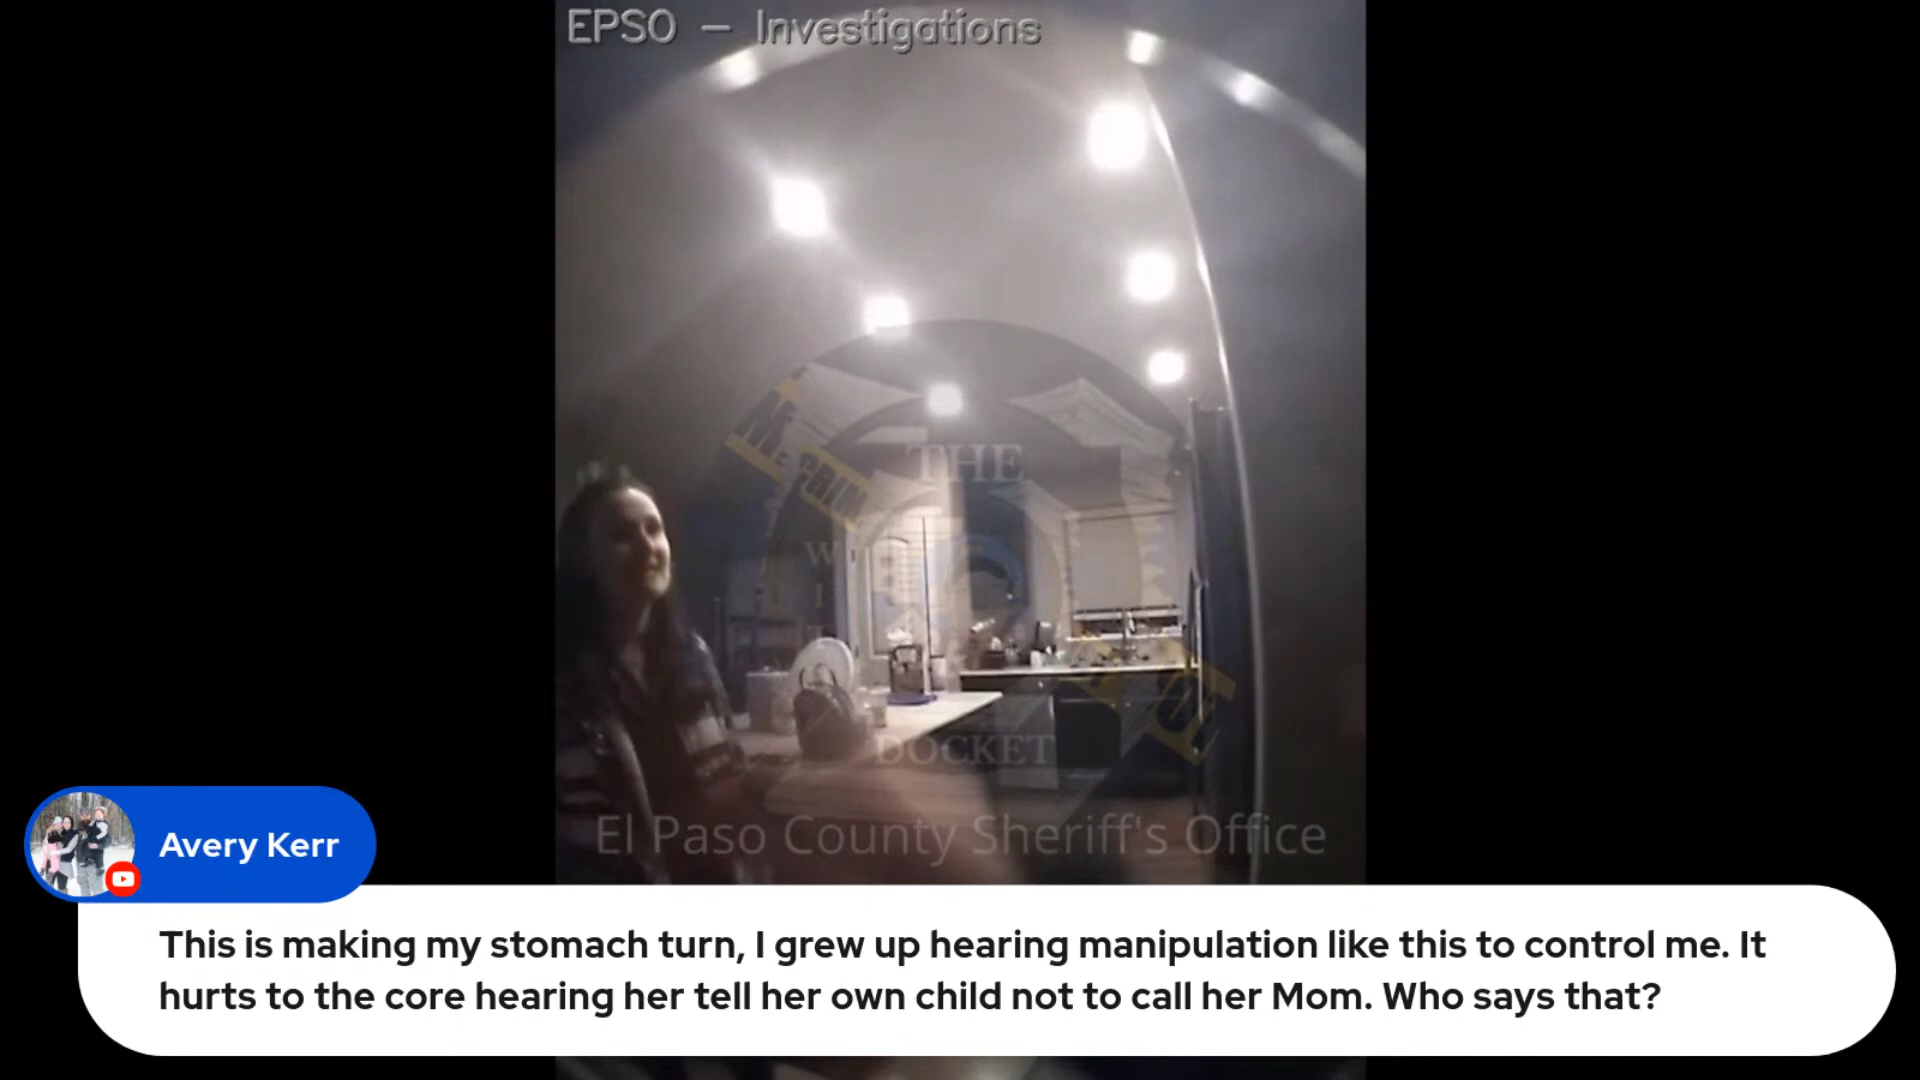 EPSO — Investigations
THE
DOCKET
El Paso County Sheriff's Office
Avery Kerr
This is making my stomach turn, I grew up hearing manipulation like this to control me. It
hurts to the core hearing her tell her own child not to call her Mom. Who says that?